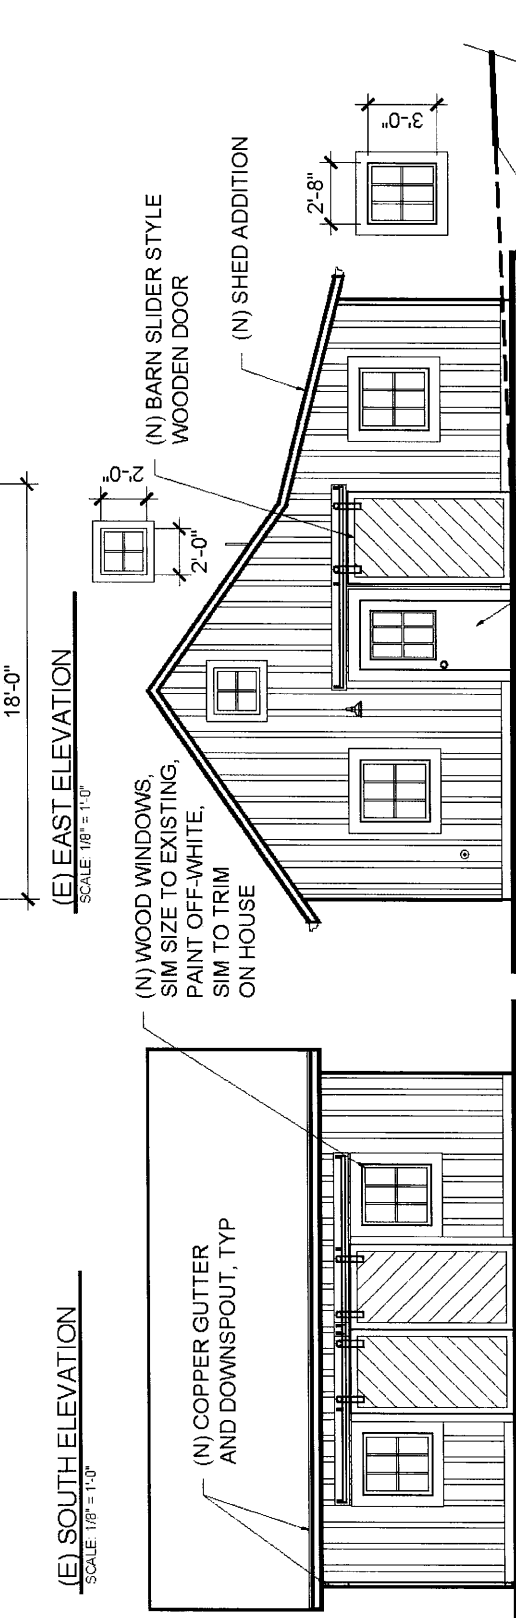 (E) SOUTH ELEVATION
SCALE: 1/8" = 1'-0"
(N) COPPER GUTTER
AND DOWNSPOUT, TYP
18'-0"
(E) EAST ELEVATION
SCALE: 1/8" = 1'-0"
(N) WOOD WINDOWS,
SIM SIZE TO EXISTING,
PAINT OFF-WHITE,
SIM TO TRIM
ON HOUSE
2'-0"
2'-0"
(N) BARN SLIDER STYLE
WOODEN DOOR
(N) SHED ADDITION
2'-8"
3'-0"